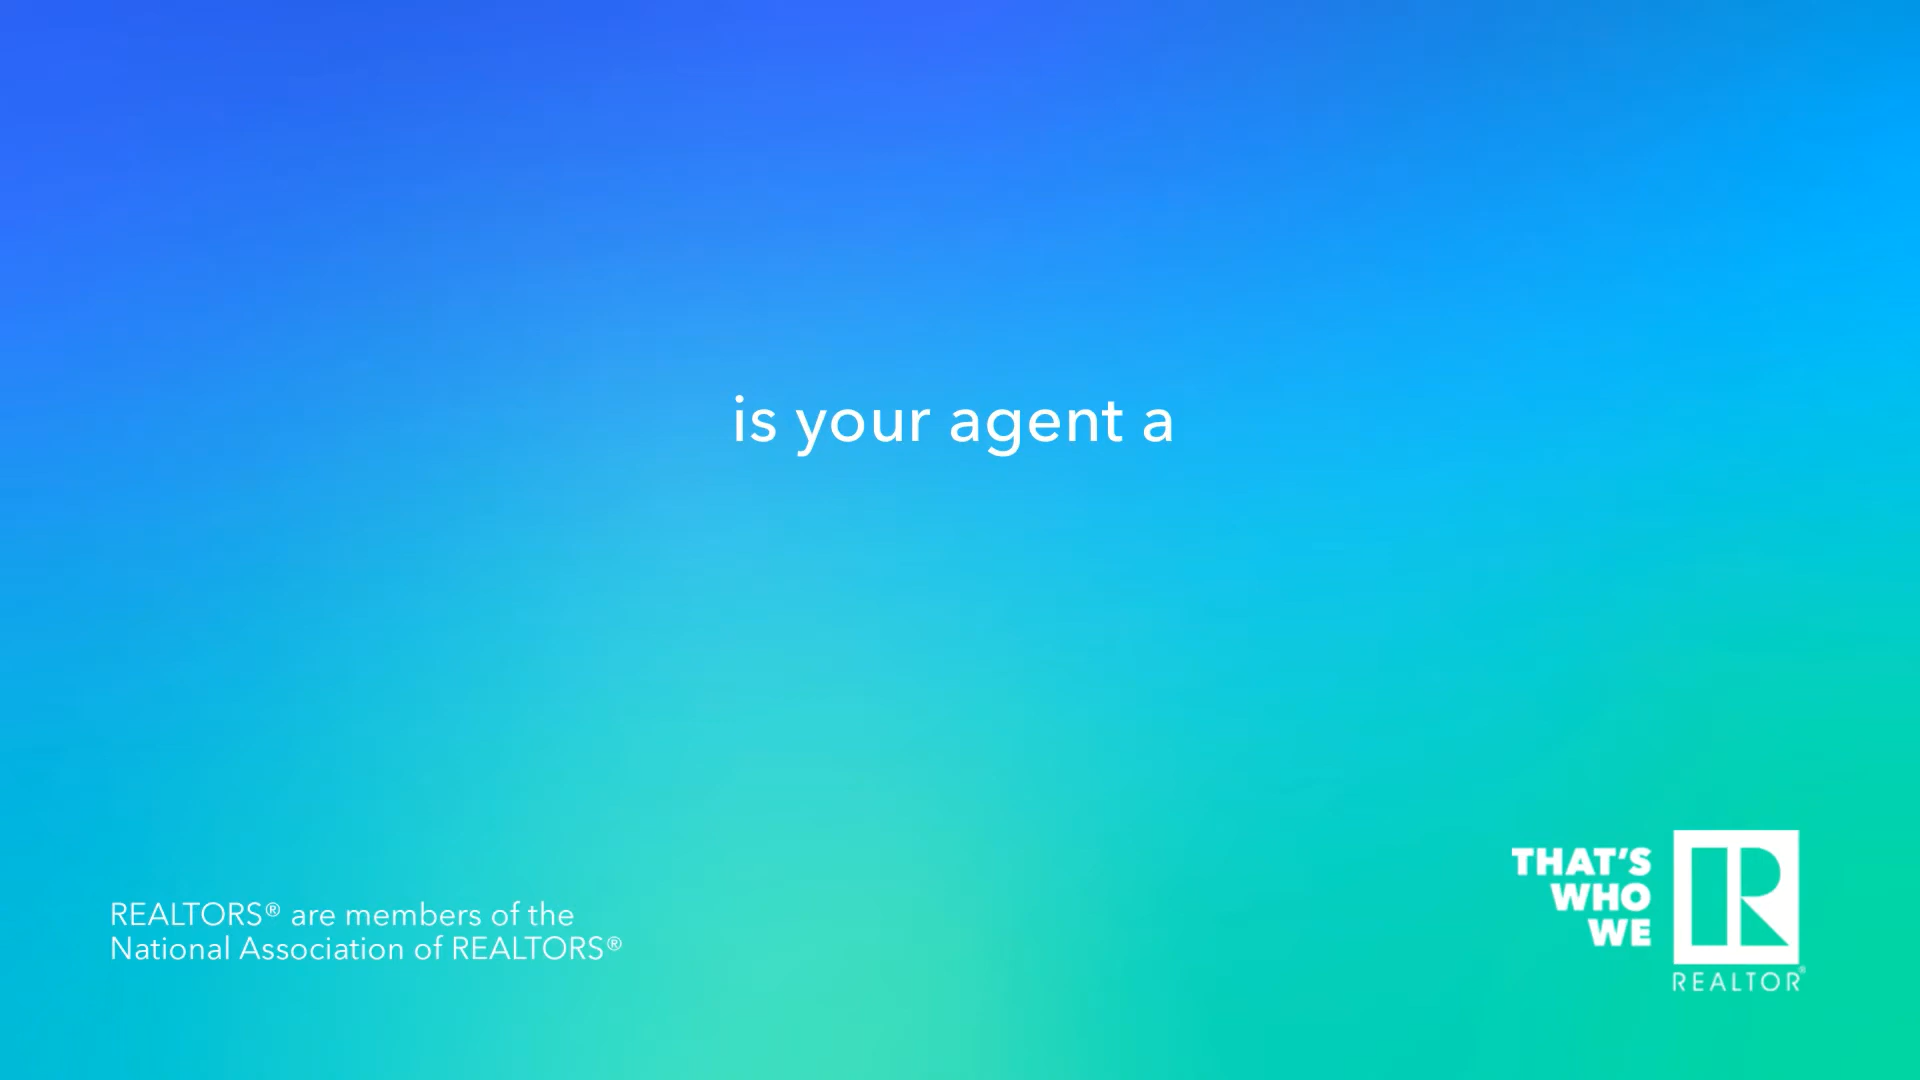 is your agent a
REALTORS® are members of the
National Association of REALTORS®
THAT'S
WHO
WE
R
REALTOR®